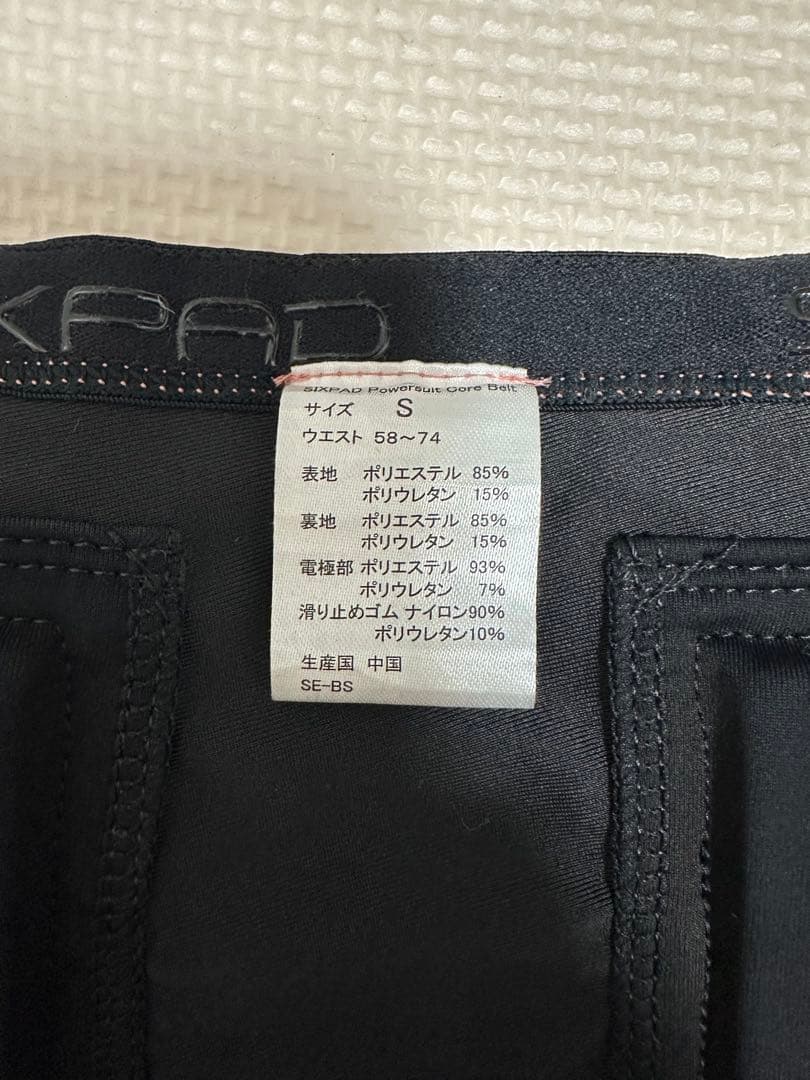 XPAD
SIXPAD Powersuit Core Belt
サイズ S
ウエスト 58～74
表地 ポリエステル 85%
ポリウレタン 15%
裏地 ポリエステル 85%
ポリウレタン 15%
電極部 ポリエステル 93%
ポリウレタン 7%
滑り止めゴム ナイロン90%
ポリウレタン10%
生産国 中国
SE-BS